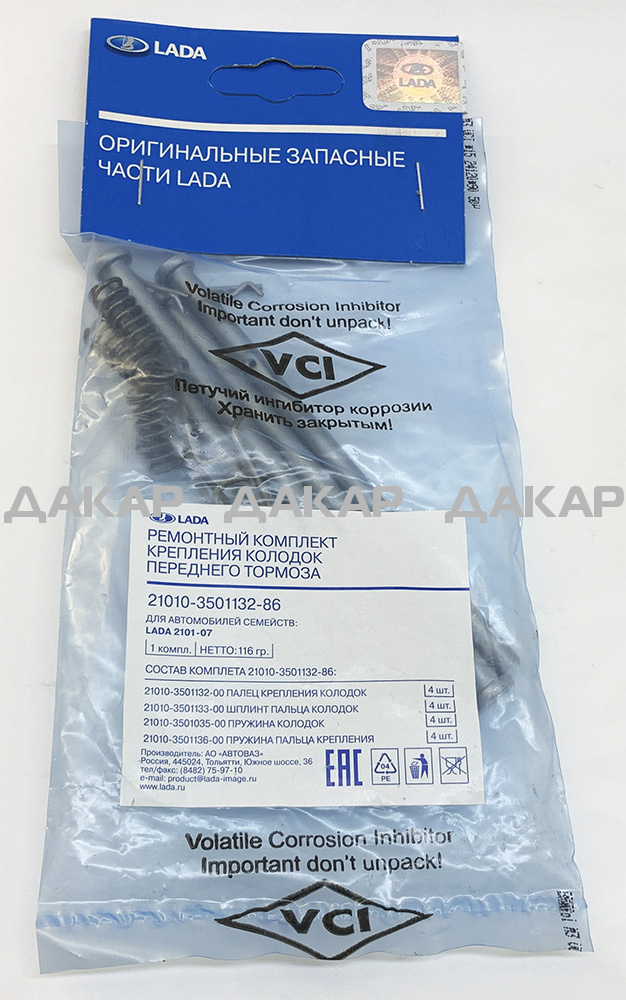 LADA
LADA
ОРИГИНАЛЬНЫЕ ЗАПАСНЫЕ
ЧАСТИ LADA
Volatile Corrosion Inhibitor
Important don't unpack!
VCI
Летучий ингибитор коррозии
Хранить закрытым!
ДАКАР - ДАКАР - ДАКАР
LADA
РЕМОНТНЫЙ КОМПЛЕКТ
КРЕПЛЕНИЯ КОЛОДОК
ПЕРЕДНЕГО ТОРМОЗА
21010-3501132-86
ДЛЯ АВТОМОБИЛЕЙ СЕМЕЙСТВ:
LADA 2101-07
1 компл. НЕТТО: 116 гр.
СОСТАВ КОМПЛЕТА 21010-3501132-86:
21010-3501132-00 ПАЛЕЦ КРЕПЛЕНИЯ КОЛОДОК 4 шт.
21010-3501133-00 ШПЛИНТ ПАЛЬЦА КОЛОДОК 4 шт.
21010-3501035-00 ПРУЖИНА КОЛОДОК 4 шт.
21010-3501136-00 ПРУЖИНА ПАЛЬЦА КРЕПЛЕНИЯ 4 шт.
Производитель: АО «АВТОВАЗ»
Россия, 445024, Тольятти, Южное шоссе, 36
тел/факс: (8482) 75-97-10
e-mail: product@lada-image.ru
www.lada.ru
EAC
04
PE
Volatile Corrosion Inhibitor
Important don't unpack!
VCI